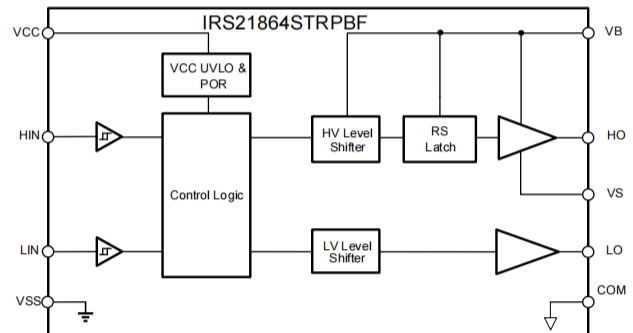 IRS21864STRPBF
VCC
VB
VCC UVLO &
POR
HIN
HV Level
Shifter
RS
Latch
HO
Control Logic
VS
LIN
LV Level
Shifter
LO
VSS
COM